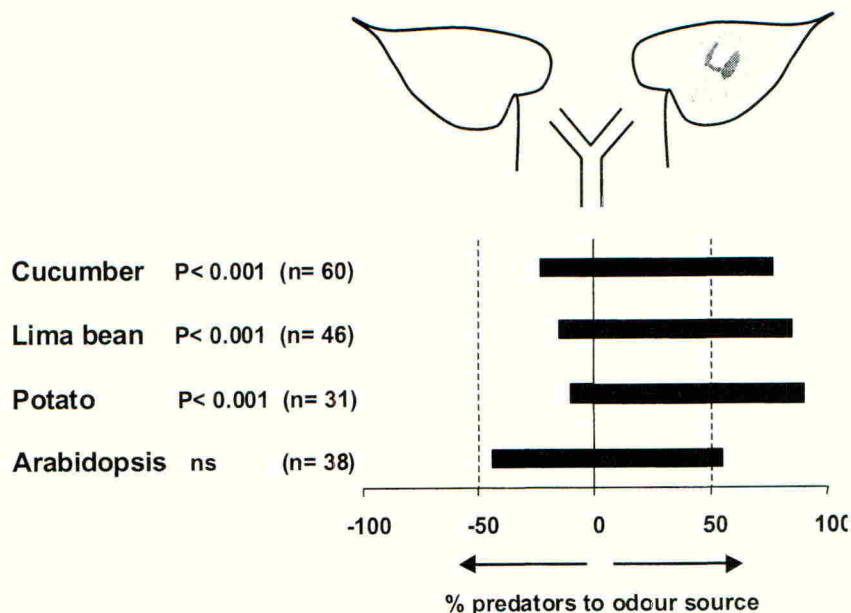 Cucumber P< 0.001 (n= 60)
Lima bean P< 0.001 (n= 46)
Potato P< 0.001 (n= 31)
Arabidopsis ns (n= 38)
-100 -50 0 50 100
% predators to odour source